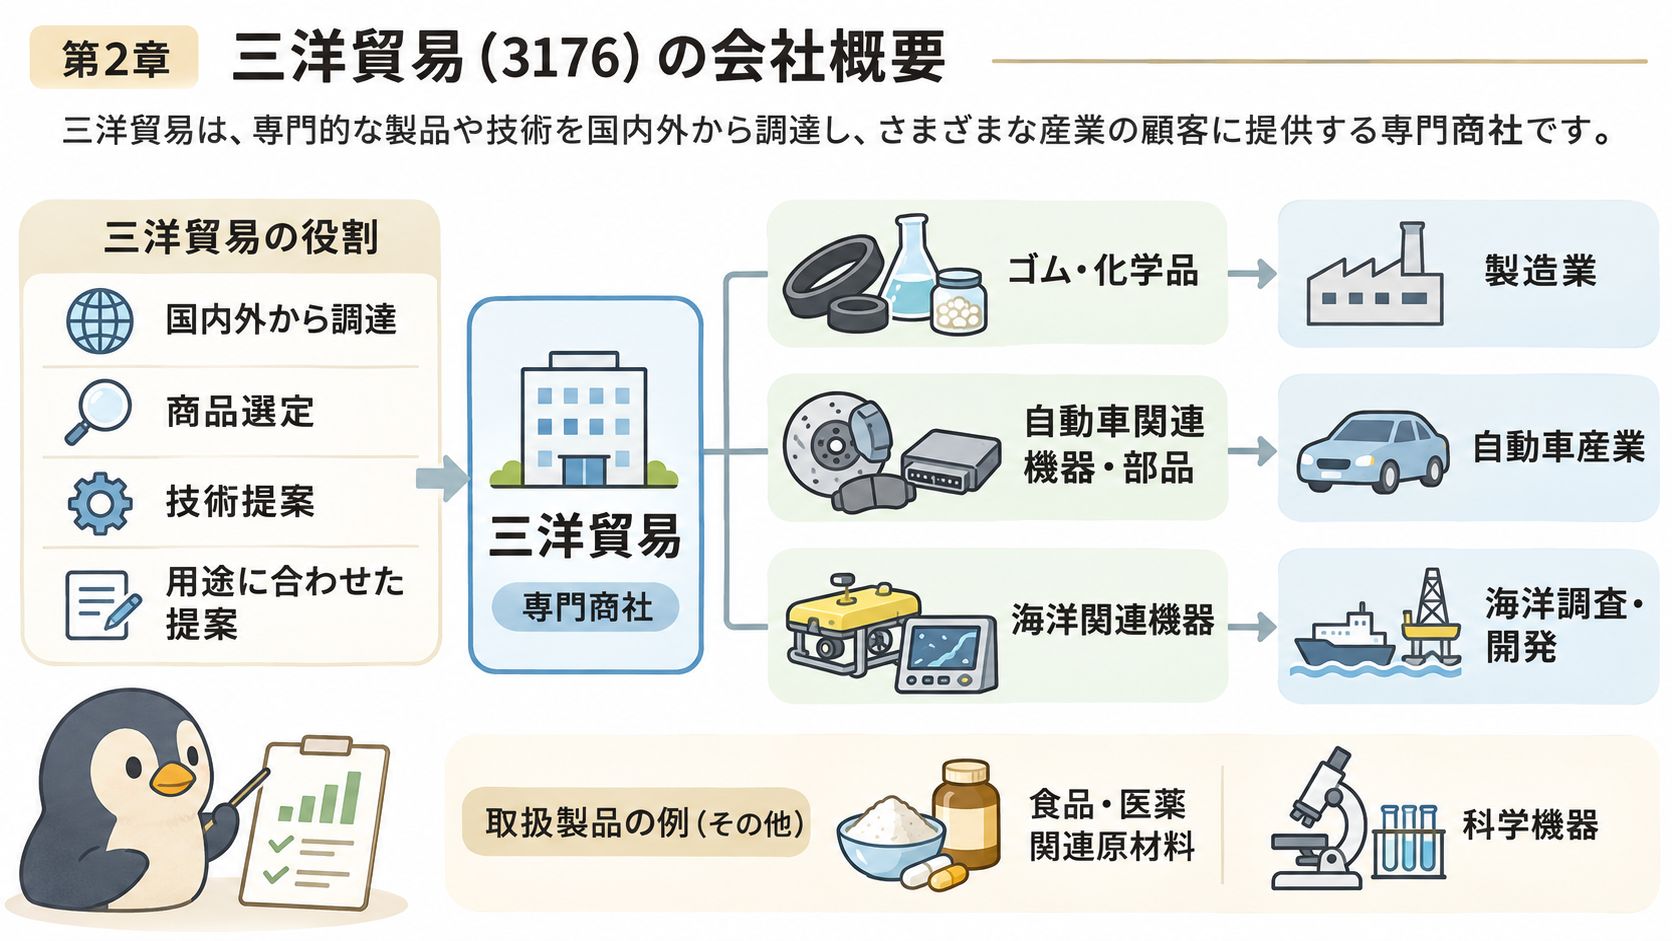 第2章
三洋貿易(3176)の会社概要
三洋貿易は、専門的な製品や技術を国内外から調達し、さまざまな産業の顧客に提供する専門商社です。
三洋貿易の役割
国内外から調達
商品選定
技術提案
用途に合わせた
提案
三洋貿易
専門商社
ゴム・化学品
製造業
自動車関連
機器・部品
自動車産業
海洋関連機器
海洋調査・
開発
取扱製品の例(その他)
食品・医薬
関連原材料
科学機器